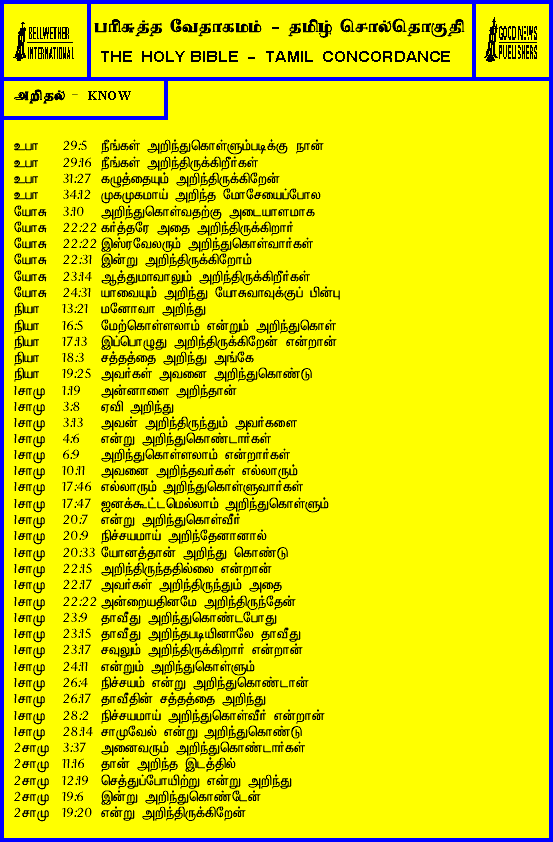 BELLWETHER
INTERNATIONAL
பரிசுத்த வேதாகமம் - தமிழ் சொல்தொகுதி
THE HOLY BIBLE - TAMIL CONCORDANCE
GOOD NEWS
PUBLISHERS
அறிதல் - KNOW
உபா 29:5 நீங்கள் அறிந்துகொள்ளும்படிக்கு நான்
உபா 29:16 நீங்கள் அறிந்திருக்கிறீர்கள்
உபா 31:27 கழுத்தையும் அறிந்திருக்கிறேன்
உபா 34:12 முகமுகமாய் அறிந்த மோசேயைப்போல
யோசு 3:10 அறிந்துகொள்வதற்கு அடையாளமாக
யோசு 22:22 கர்த்தரே அதை அறிந்திருக்கிறார்
யோசு 22:22 இஸ்ரவேலரும் அறிந்துகொள்வார்கள்
யோசு 22:31 இன்று அறிந்திருக்கிறோம்
யோசு 23:14 ஆத்துமாவாலும் அறிந்திருக்கிறீர்கள்
யோசு 24:31 யாவையும் அறிந்து யோசுவாவுக்குப் பின்பு
நியா 13:21 மனோவா அறிந்து
நியா 16:5 மேற்கொள்ளலாம் என்றும் அறிந்துகொள்
நியா 17:13 இப்பொழுது அறிந்திருக்கிறேன் என்றான்
நியா 18:3 சத்தத்தை அறிந்து அங்கே
நியா 19:25 அவர்கள் அவனை அறிந்துகொண்டு
1சாமு 1:19 அன்னாளை அறிந்தான்
1சாமு 3:8 ஏலி அறிந்து
1சாமு 3:13 அவன் அறிந்திருந்தும் அவர்களை
1சாமு 4:6 என்று அறிந்துகொண்டார்கள்
1சாமு 6:9 அறிந்துகொள்ளலாம் என்றார்கள்
1சாமு 10:11 அவனை அறிந்தவர்கள் எல்லாரும்
1சாமு 17:46 எல்லாரும் அறிந்துகொள்ளுவார்கள்
1சாமு 17:47 ஜனக்கூட்டமெல்லாம் அறிந்துகொள்ளும்
1சாமு 20:7 என்று அறிந்துகொள்வீர்
1சாமு 20:9 நிச்சயமாய் அறிந்தேனானால்
1சாமு 20:33 யோனத்தான் அறிந்து கொண்டு
1சாமு 22:15 அறிந்திருந்ததில்லை என்றான்
1சாமு 22:17 அவர்கள் அறிந்திருந்தும் அதை
1சாமு 22:22 அன்றையதினமே அறிந்திருந்தேன்
1சாமு 23:9 தாவீது அறிந்துகொண்டபோது
1சாமு 23:15 தாவீது அறிந்தபடியினாலே தாவீது
1சாமு 23:17 சவுலும் அறிந்திருக்கிறார் என்றான்
1சாமு 24:11 என்றும் அறிந்துகொள்ளும்
1சாமு 26:4 நிச்சயம் என்று அறிந்துகொண்டான்
1சாமு 26:17 தாவீதின் சத்தத்தை அறிந்து
1சாமு 28:2 நிச்சயமாய் அறிந்துகொள்வீர் என்றான்
1சாமு 28:14 சாமுவேல் என்று அறிந்துகொண்டு
2சாமு 3:37 அனைவரும் அறிந்துகொண்டார்கள்
2சாமு 11:16 தான் அறிந்த இடத்தில்
2சாமு 12:19 செத்துப்போயிற்று என்று அறிந்து
2சாமு 19:6 இன்று அறிந்துகொண்டேன்
2சாமு 19:20 என்று அறிந்திருக்கிறேன்